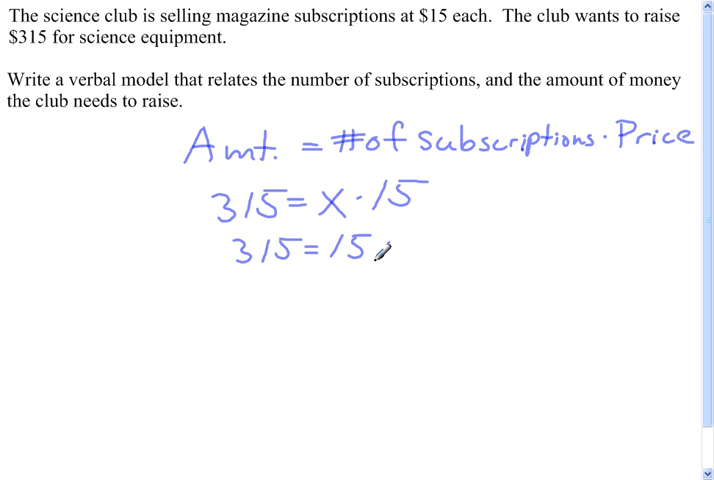 The science club is selling magazine subscriptions at $15 each. The club wants to raise
$315 for science equipment.
Write a verbal model that relates the number of subscriptions, and the amount of money
the club needs to raise.
Amt. = # of subscriptions · Price
315 = X · 15
315 = 15